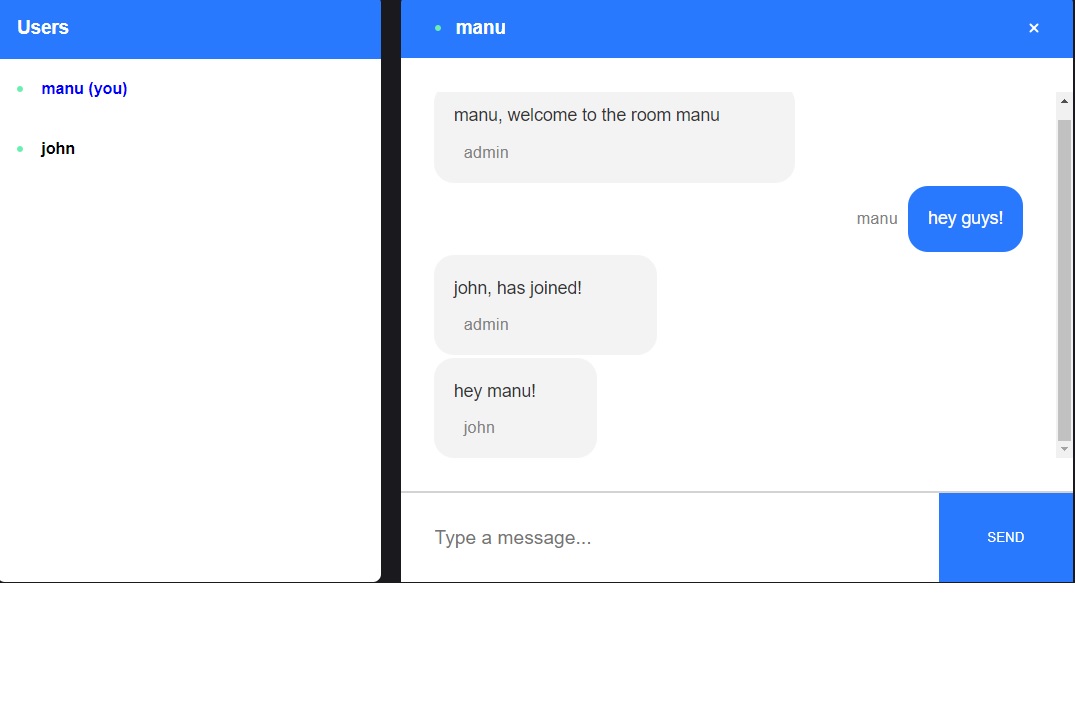 Users
manu (you)
john
manu
×
manu, welcome to the room manu
admin
manu
hey guys!
john, has joined!
admin
hey manu!
john
Type a message...
SEND